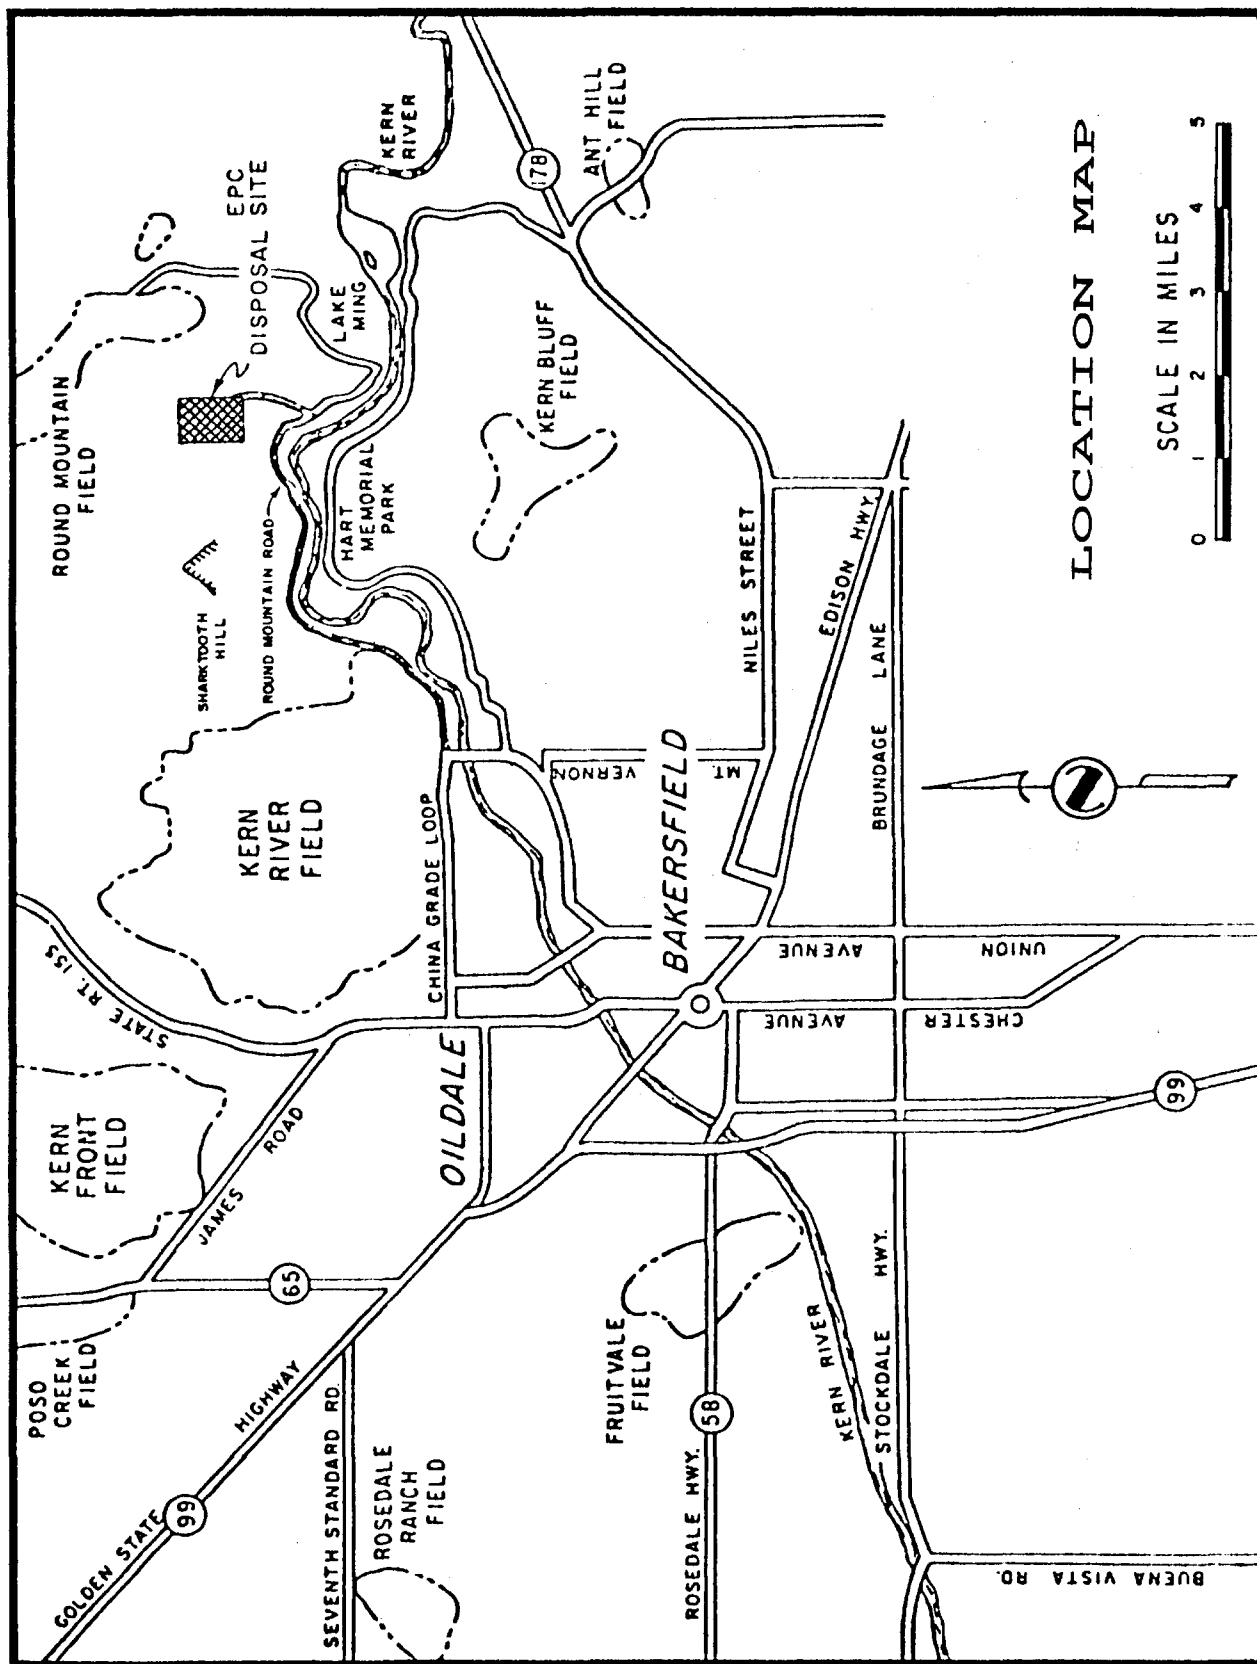 ROUND MOUNTAIN
FIELD
EPC
DISPOSAL SITE
KERN
RIVER
178
ANT HILL
FIELD
LAKE
MING
SHARKTOOTH
HILL
ROUND MOUNTAIN ROAD
HART
MEMORIAL
PARK
KERN BLUFF
FIELD
KERN
RIVER
FIELD
STATE RT. 155
KERN
FRONT
FIELD
JAMES
ROAD
POSO
CREEK
FIELD
65
CHINA GRADE LOOP
OILDALE
GOLDEN STATE
HIGHWAY
99
SEVENTH STANDARD RD.
ROSEDALE
RANCH
FIELD
MT.
VERNON
NILES STREET
EDISON HWY.
BAKERSFIELD
BRUNDAGE LANE
UNION
AVENUE
CHESTER
AVENUE
99
FRUITVALE
FIELD
58
ROSEDALE HWY.
KERN RIVER
STOCKDALE HWY.
BUENA VISTA RD.
LOCATION MAP
SCALE IN MILES
0 1 2 3 4 5